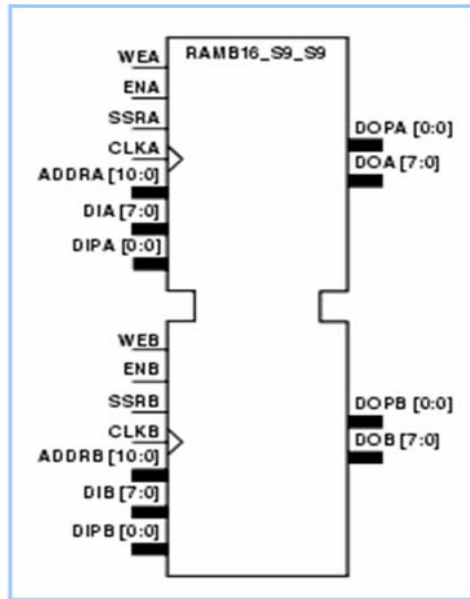 RAMB16_S9_S9
WEA
ENA
SSRA
CLKA
ADDRA [10:0]
DIA [7:0]
DIPA [0:0]
DOPA [0:0]
DOA [7:0]
WEB
ENB
SSRB
CLKB
ADDRB [10:0]
DIB [7:0]
DIPB [0:0]
DOPB [0:0]
DOB [7:0]